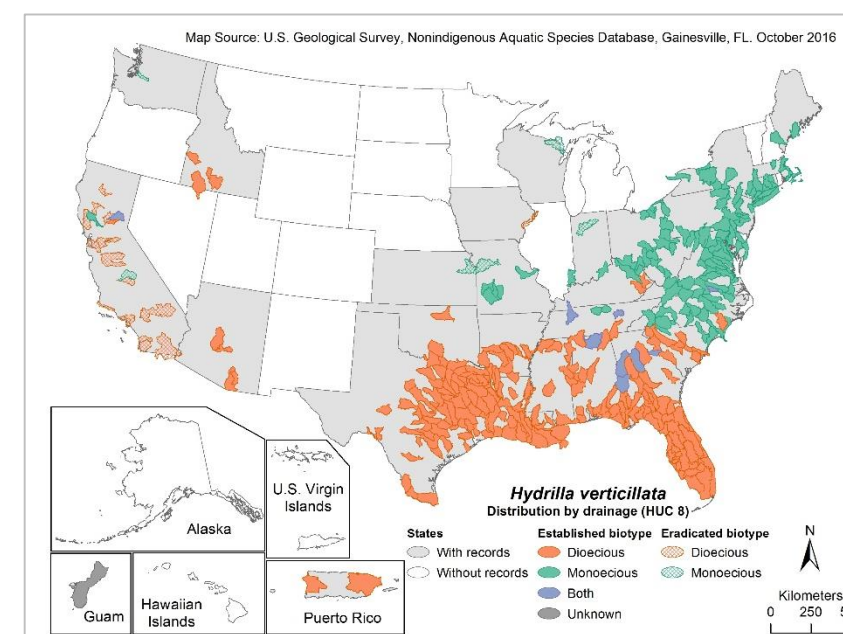 Map Source: U.S. Geological Survey, Nonindigenous Aquatic Species Database, Gainesville, FL. October 2016
Alaska
U.S. Virgin
Islands
Guam
Hawaiian
Islands
Puerto Rico
Hydrilla verticillata
Distribution by drainage (HUC 8)
States
With records
Without records
Established biotype
Dioecious
Monoecious
Both
Unknown
Eradicated biotype
Dioecious
Monoecious
N
Kilometers
0 250